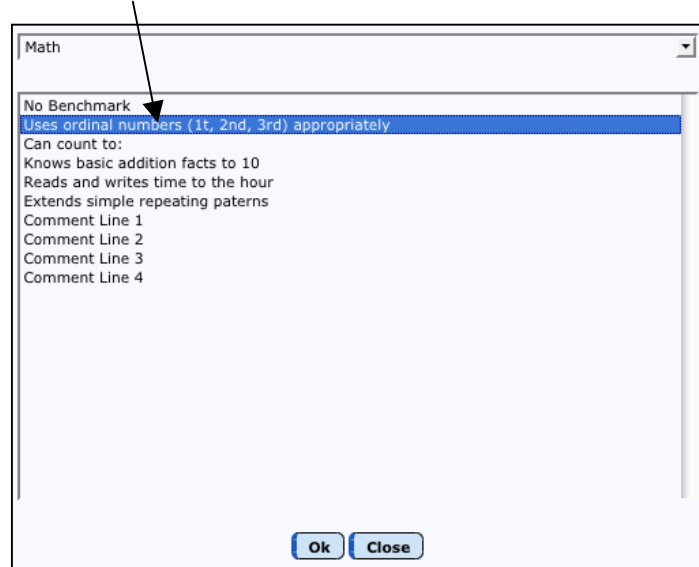 Math
No Benchmark
Uses ordinal numbers (1t, 2nd, 3rd) appropriately
Can count to:
Knows basic addition facts to 10
Reads and writes time to the hour
Extends simple repeating paterns
Comment Line 1
Comment Line 2
Comment Line 3
Comment Line 4
Ok Close